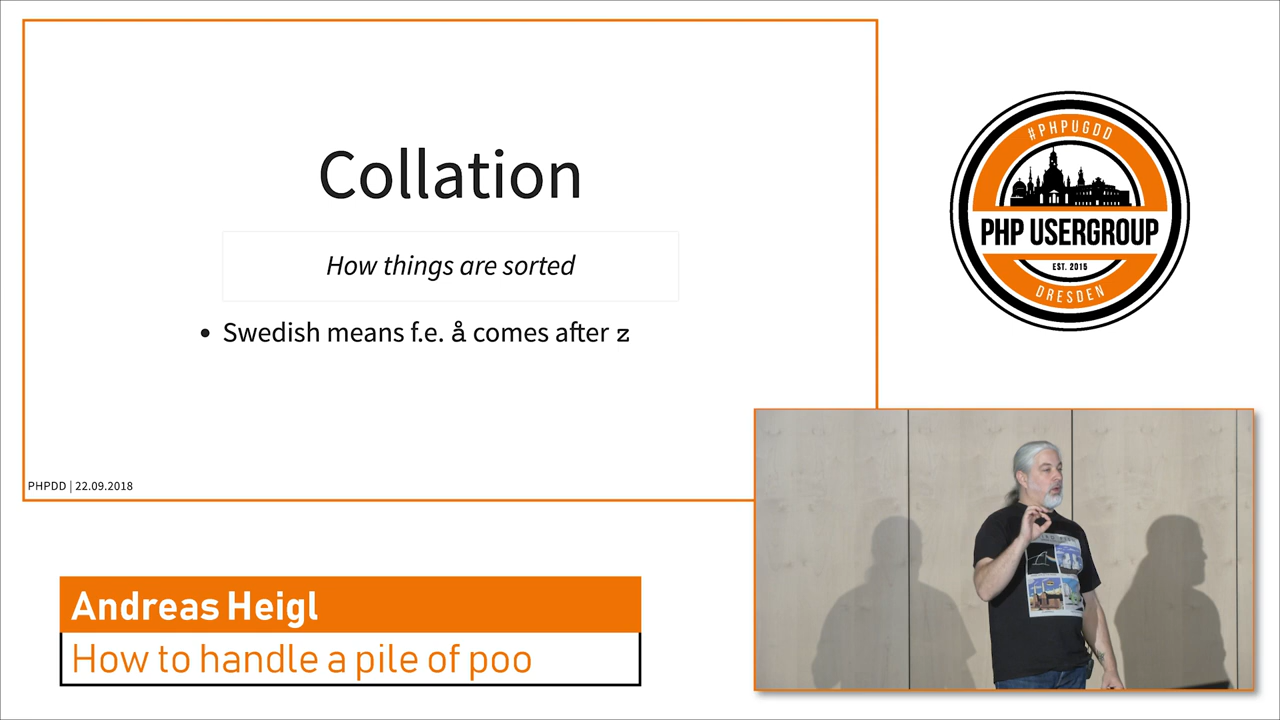 Collation
How things are sorted
• Swedish means f.e. å comes after z
PHPDD | 22.09.2018
#PHPUGDD
PHP USERGROUP
EST. 2015
DRESDEN
Andreas Heigl
How to handle a pile of poo